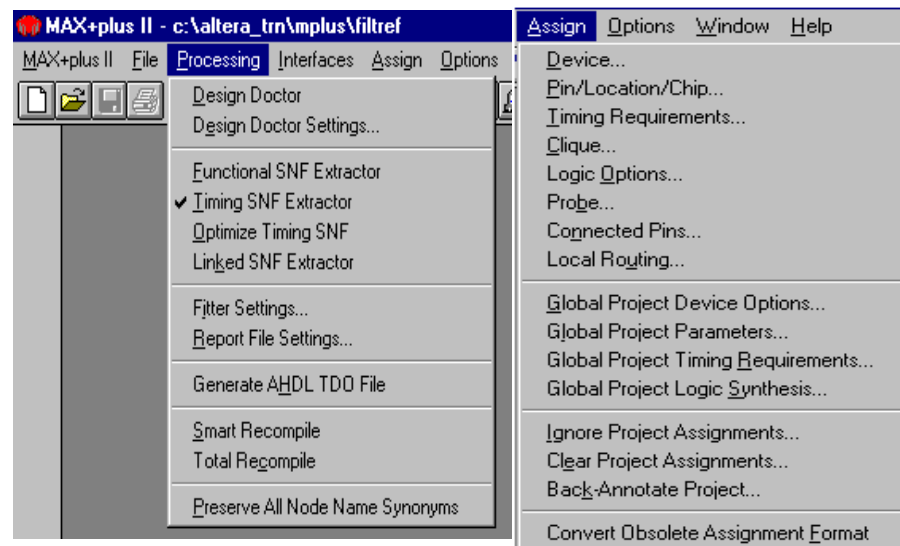 MAX+plus II - c:\altera_trn\mplus\filtref
MAX+plus II File Processing Interfaces Assign Options
Design Doctor
Design Doctor Settings...
Functional SNF Extractor
Timing SNF Extractor
Optimize Timing SNF
Linked SNF Extractor
Fitter Settings...
Report File Settings...
Generate AHDL TDO File
Smart Recompile
Total Recompile
Preserve All Node Name Synonyms
Assign Options Window Help
Device...
Pin/Location/Chip...
Timing Requirements...
Clique...
Logic Options...
Probe...
Connected Pins...
Local Routing...
Global Project Device Options...
Global Project Parameters...
Global Project Timing Requirements...
Global Project Logic Synthesis...
Ignore Project Assignments...
Clear Project Assignments...
Back-Annotate Project...
Convert Obsolete Assignment Format